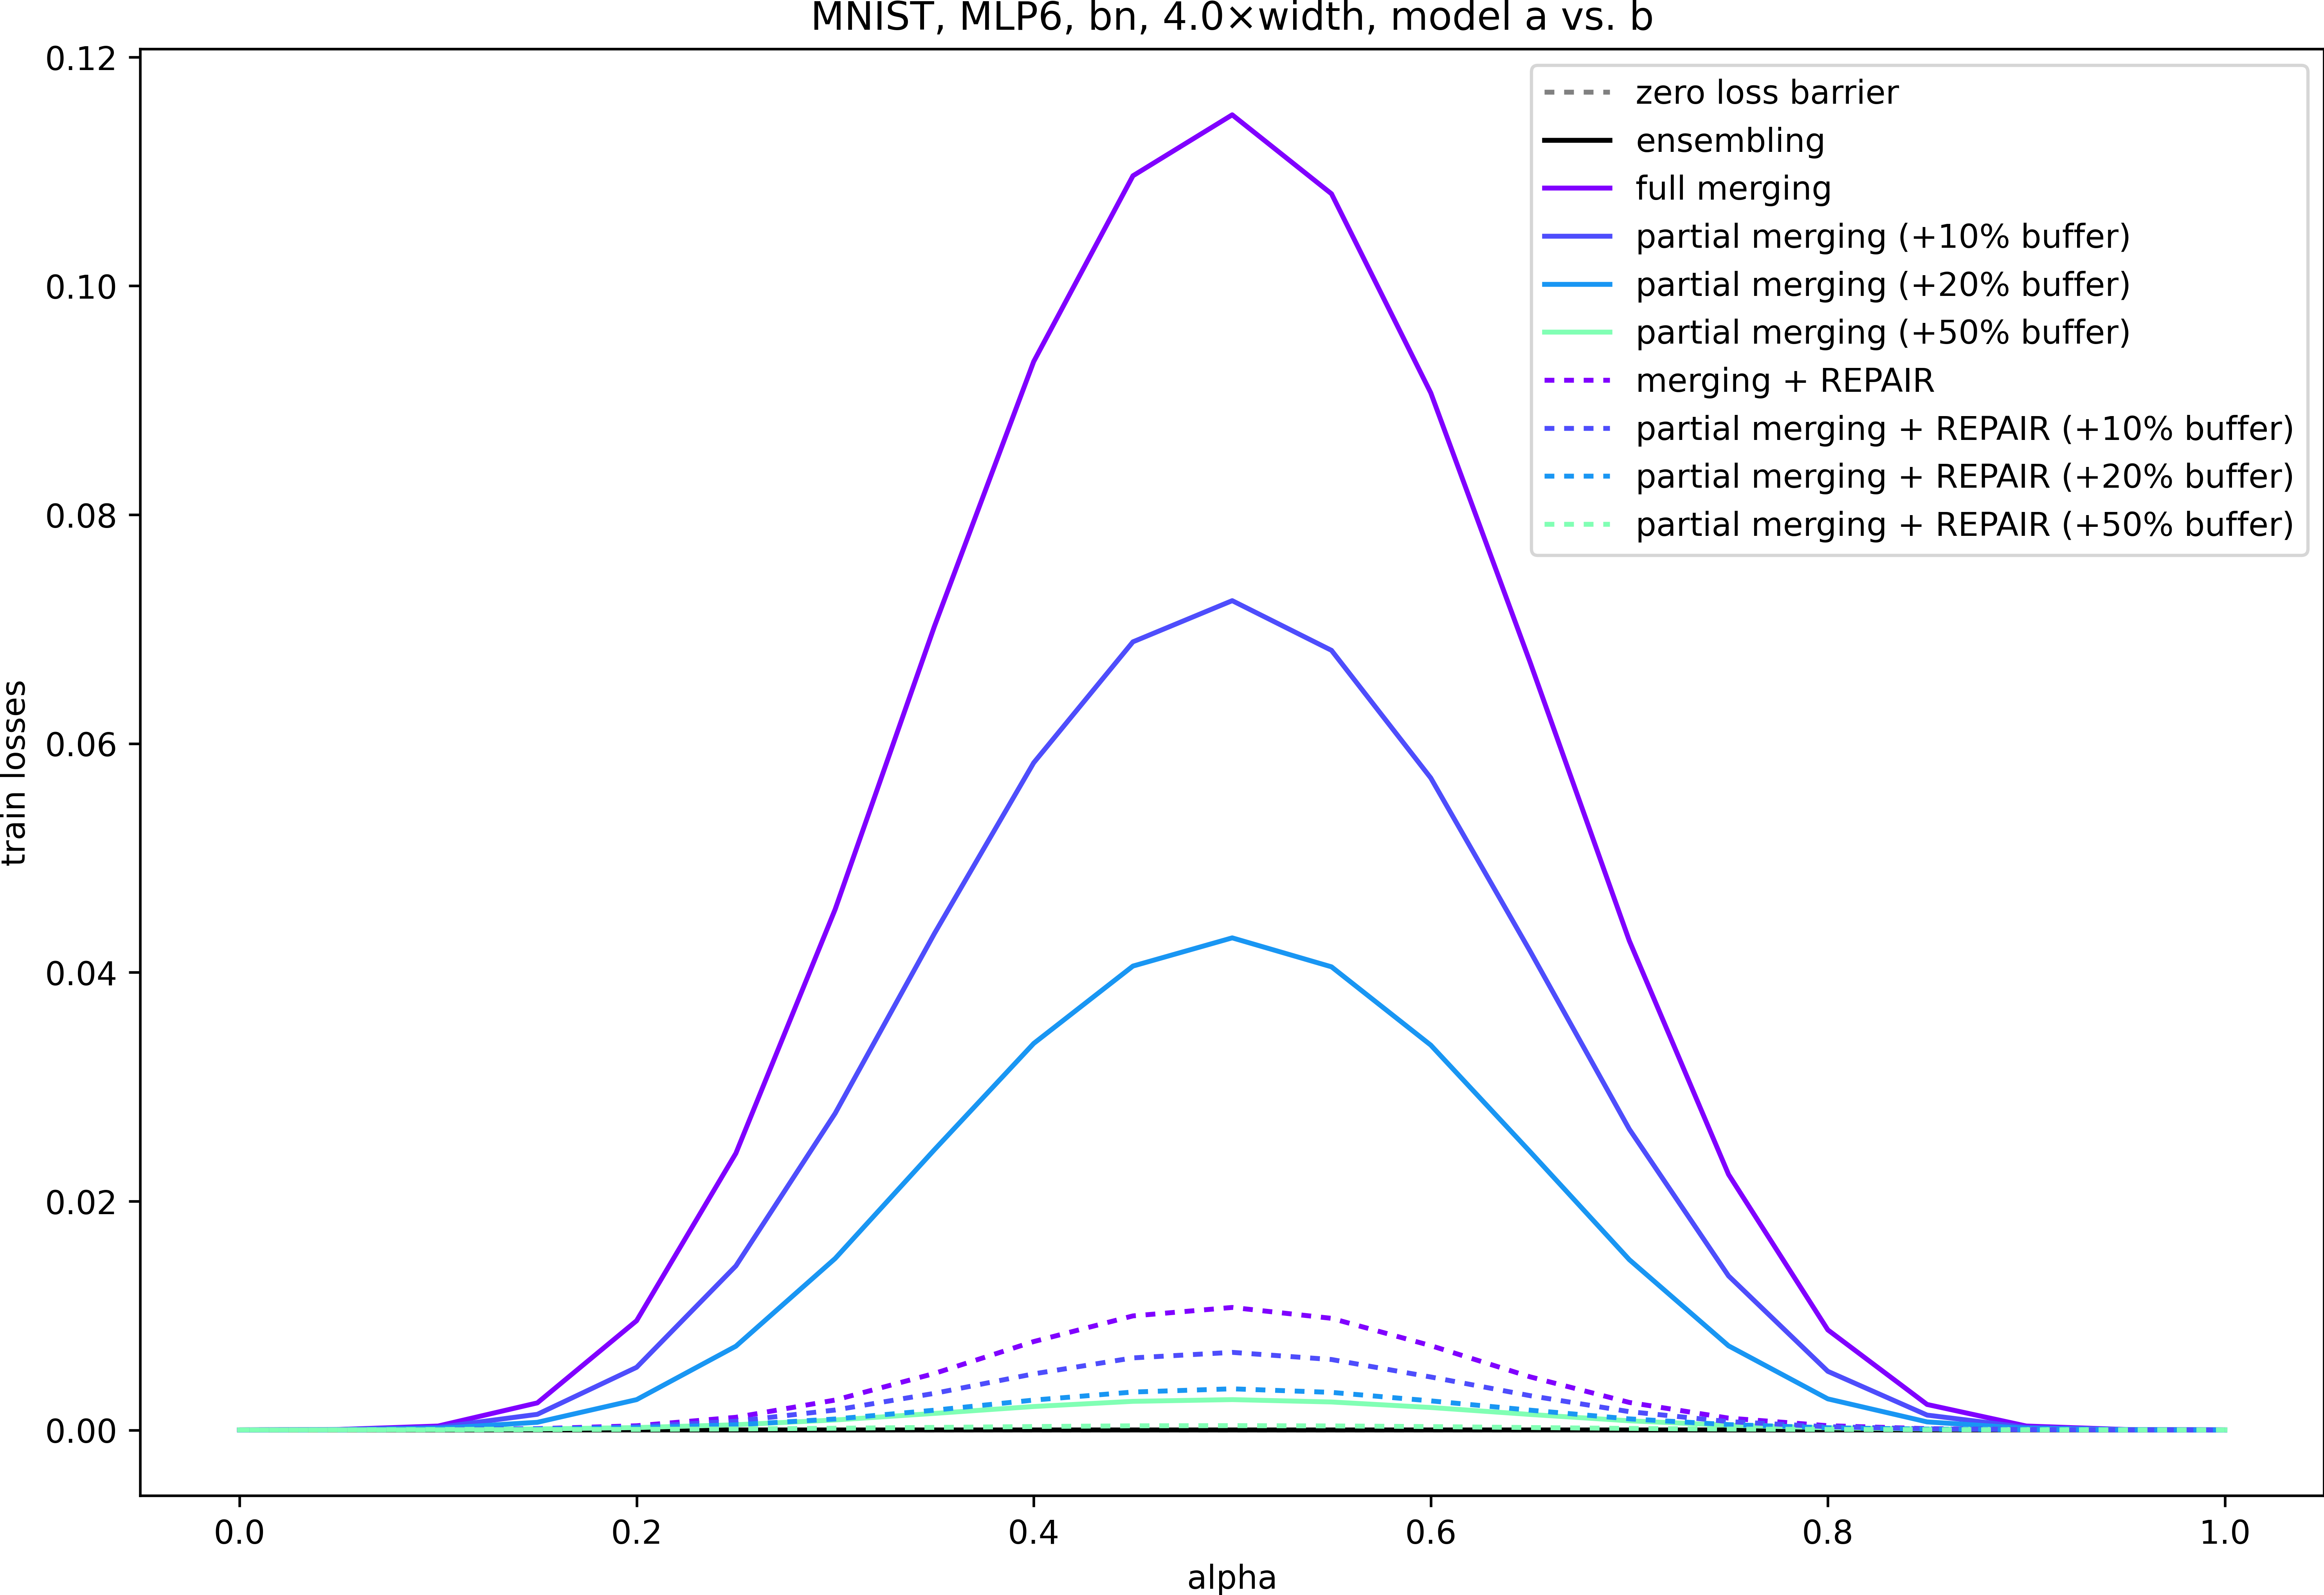 MNIST, MLP6, bn, 4.0×width, model a vs. b
0.12
0.10
0.08
0.06
0.04
0.02
0.00
train losses
zero loss barrier
ensembling
full merging
partial merging (+10% buffer)
partial merging (+20% buffer)
partial merging (+50% buffer)
merging + REPAIR
partial merging + REPAIR (+10% buffer)
partial merging + REPAIR (+20% buffer)
partial merging + REPAIR (+50% buffer)
0.0 0.2 0.4 0.6 0.8 1.0
alpha